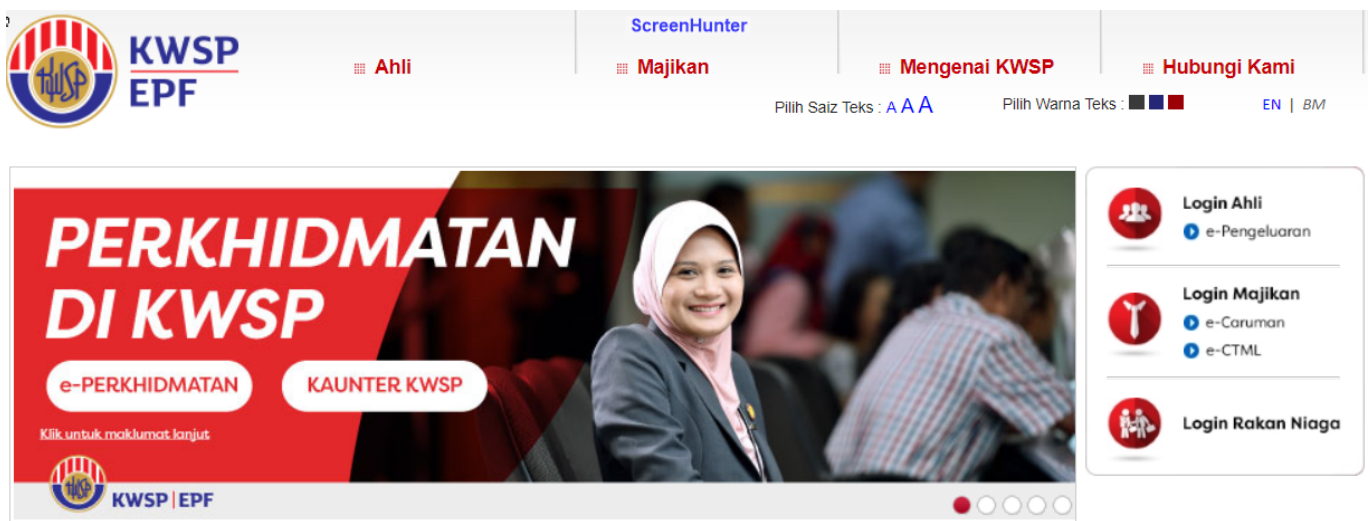 ScreenHunter
KWSP
EPF
KWSP
Ahli
Majikan
Mengenai KWSP
Hubungi Kami
Pilih Saiz Teks : A A A
Pilih Warna Teks :
EN | BM
PERKHIDMATAN
DI KWSP
e-PERKHIDMATAN
KAUNTER KWSP
Klik untuk maklumat lanjut
KWSP
KWSP | EPF
Login Ahli
e-Pengeluaran
Login Majikan
e-Caruman
e-CTML
Login Rakan Niaga